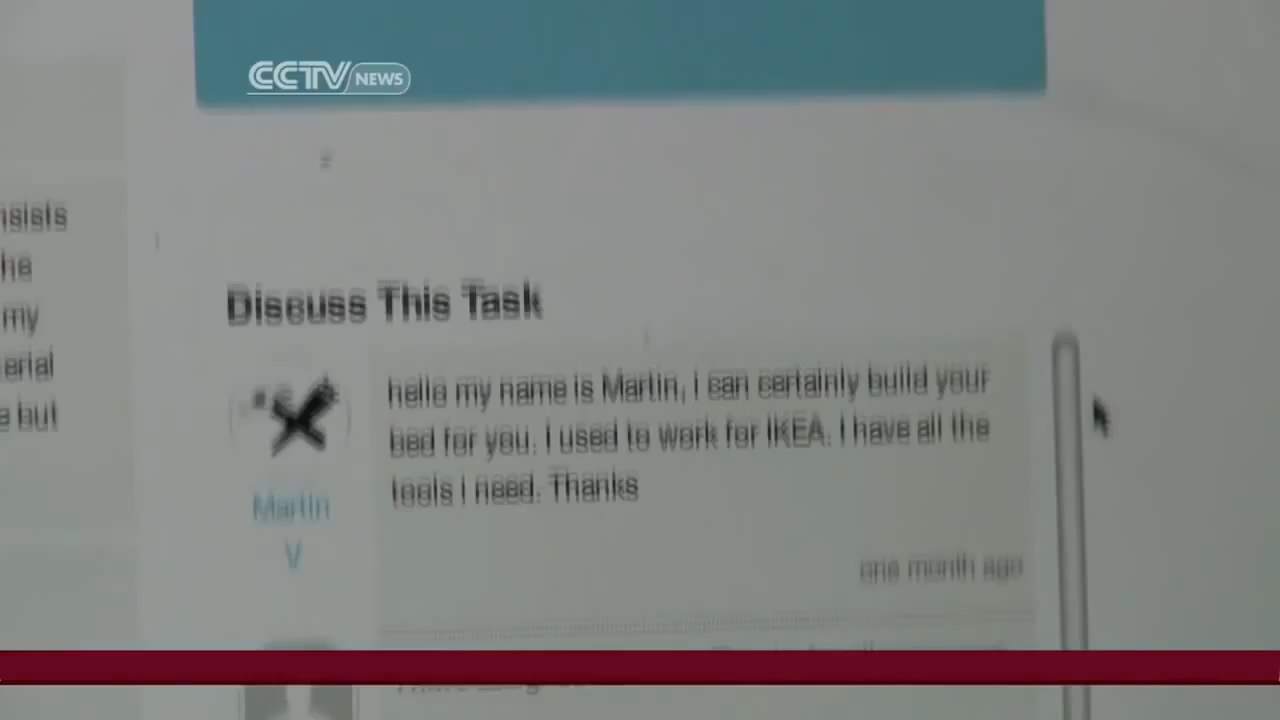 CCTV NEWS
nsists
he
my
erial
e but
Discuss This Task
hello my name is Martin, i can certainly build your
bed for you. I used to work for IKEA. I have all the
tools i need. Thanks
Martin
V
one month ago